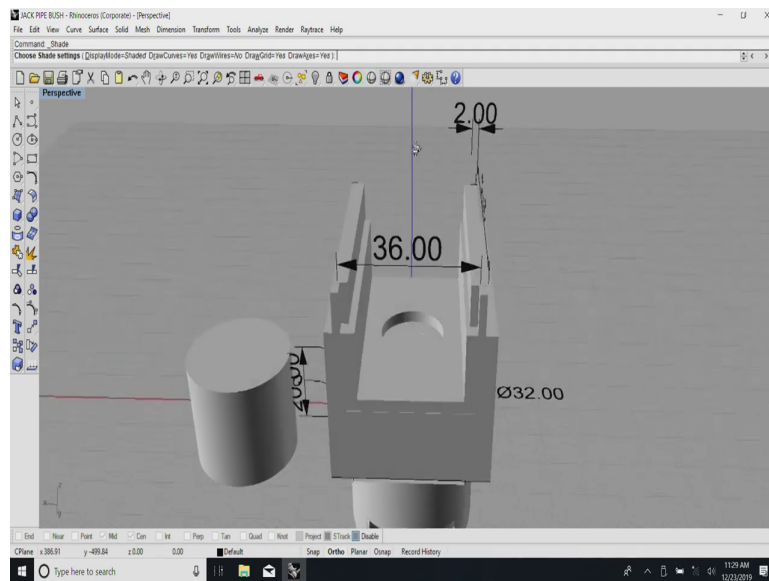 JACK PIPE BUSH - Rhinoceros (Corporate) - [Perspective]
File Edit View Curve Surface Solid Mesh Dimension Transform Tools Analyze Render Raytrace Help
Command: _Shade
Choose Shade settings ( DisplayMode=Shaded DrawCurves=Yes DrawWires=No DrawGrid=Yes DrawAxes=Yes ):
Perspective
2.00
36.00
Ø32.00
z
x
End Near Point Mid Cen Int Perp Tan Quad Knot Project STrack Disable
CPlane x 386.91 y -499.84 z 0.00 0.00 Default Snap Ortho Planar Osnap Record History
Type here to search
11:29 AM
12/23/2019